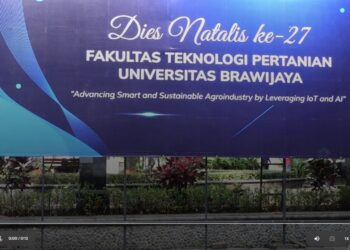 Dies Natalis ke-27
FAKULTAS TEKNOLOGI PERTANIAN
UNIVERSITAS BRAWIJAYA
"Advancing Smart and Sustainable Agroindustry by Leveraging IoT and AI"